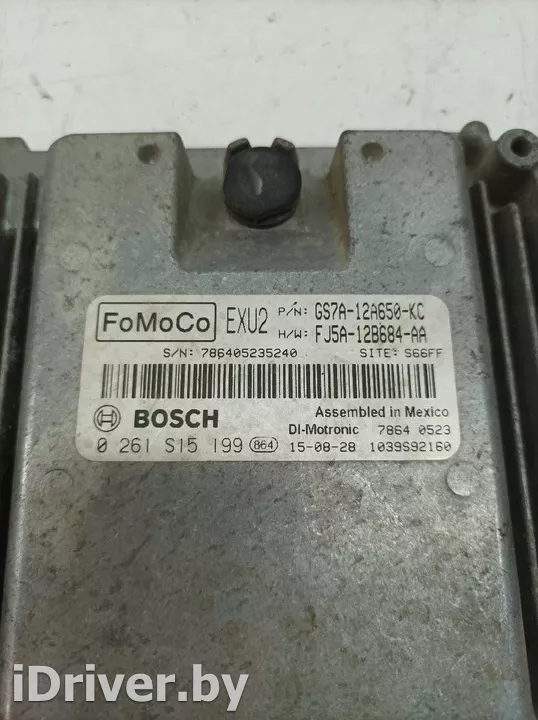 FoMoCo EXU2 P/N: GS7A-12A650-KC
H/W: FJ5A-12B684-AA
S/N: 786405235240 SITE: S66FF
BOSCH Assembled in Mexico
DI-Motronic 7864 0523
0 261 S15 199 864 15-08-28 1039S92160
iDriver.by